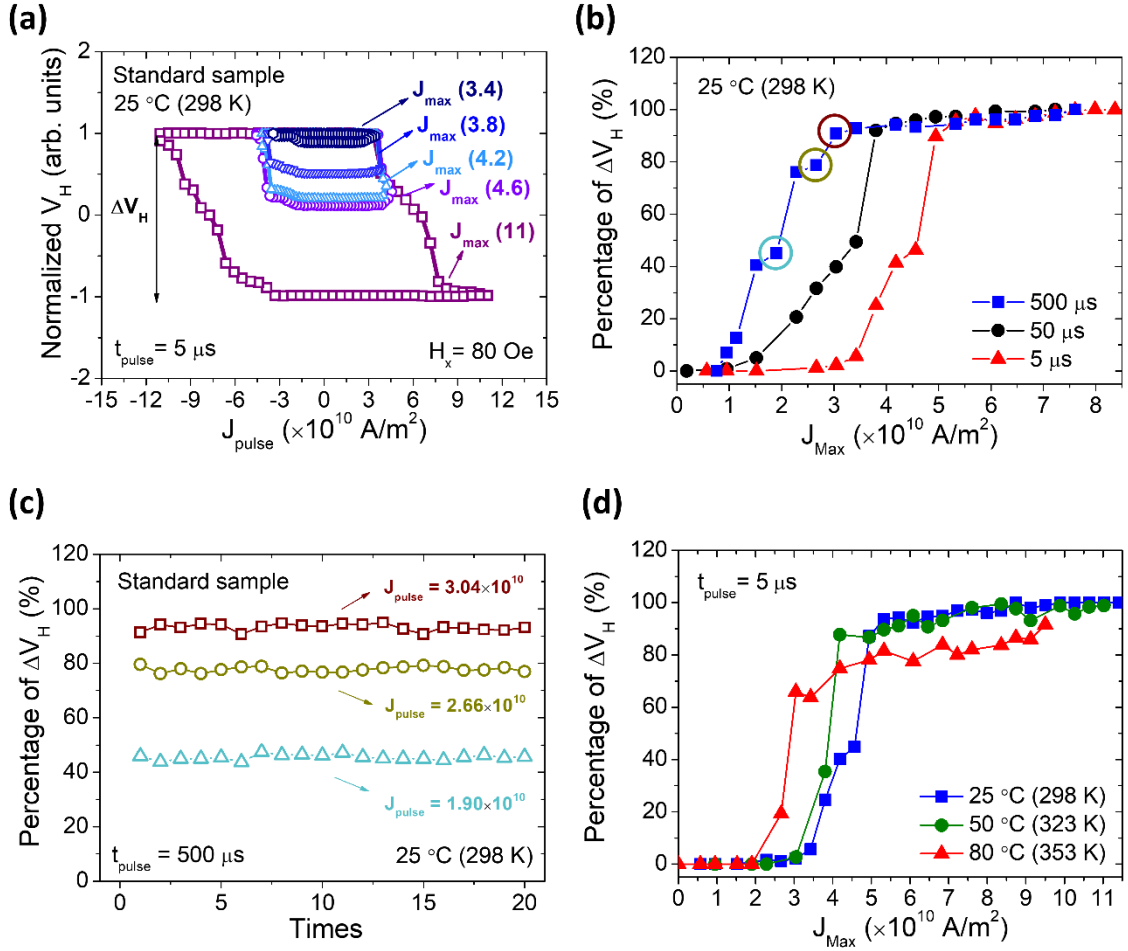 (a)
Normalized V_H (arb. units)
2
1
0
-1
-2
Standard sample
25 °C (298 K)
J_max (3.4)
J_max (3.8)
J_max (4.2)
J_max (4.6)
J_max (11)
ΔV_H
t_pulse = 5 μs
H_x = 80 Oe
-15 -12 -9 -6 -3 0 3 6 9 12 15
J_pulse (×10^10 A/m^2)
(b)
Percentage of ΔV_H (%)
120
100
80
60
40
20
0
25 °C (298 K)
500 μs
50 μs
5 μs
0 1 2 3 4 5 6 7 8
J_Max (×10^10 A/m^2)
(c)
Percentage of ΔV_H (%)
120
100
80
60
40
20
0
Standard sample
J_pulse = 3.04×10^10
J_pulse = 2.66×10^10
J_pulse = 1.90×10^10
t_pulse = 500 μs
25 °C (298 K)
0 5 10 15 20
Times
(d)
Percentage of ΔV_H (%)
120
100
80
60
40
20
0
t_pulse = 5 μs
25 °C (298 K)
50 °C (323 K)
80 °C (353 K)
0 1 2 3 4 5 6 7 8 9 10 11
J_Max (×10^10 A/m^2)